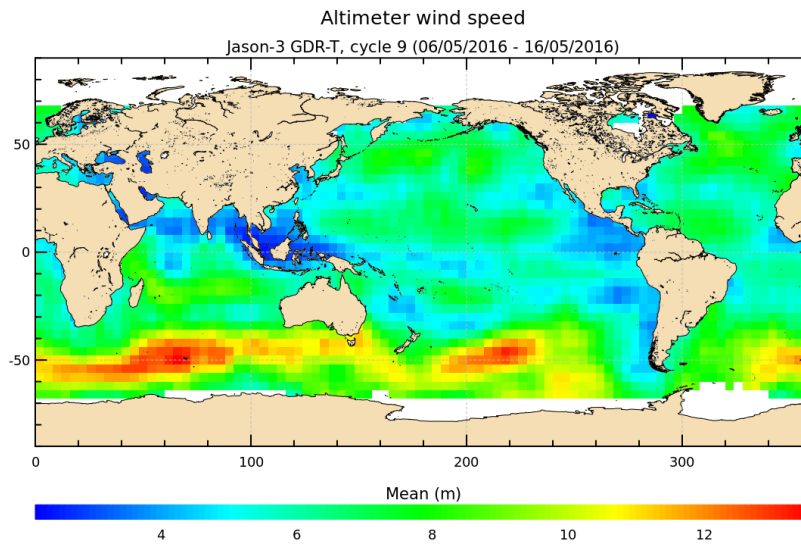 Altimeter wind speed
Jason-3 GDR-T, cycle 9 (06/05/2016 - 16/05/2016)
50
0
-50
0 100 200 300
Mean (m)
4 6 8 10 12